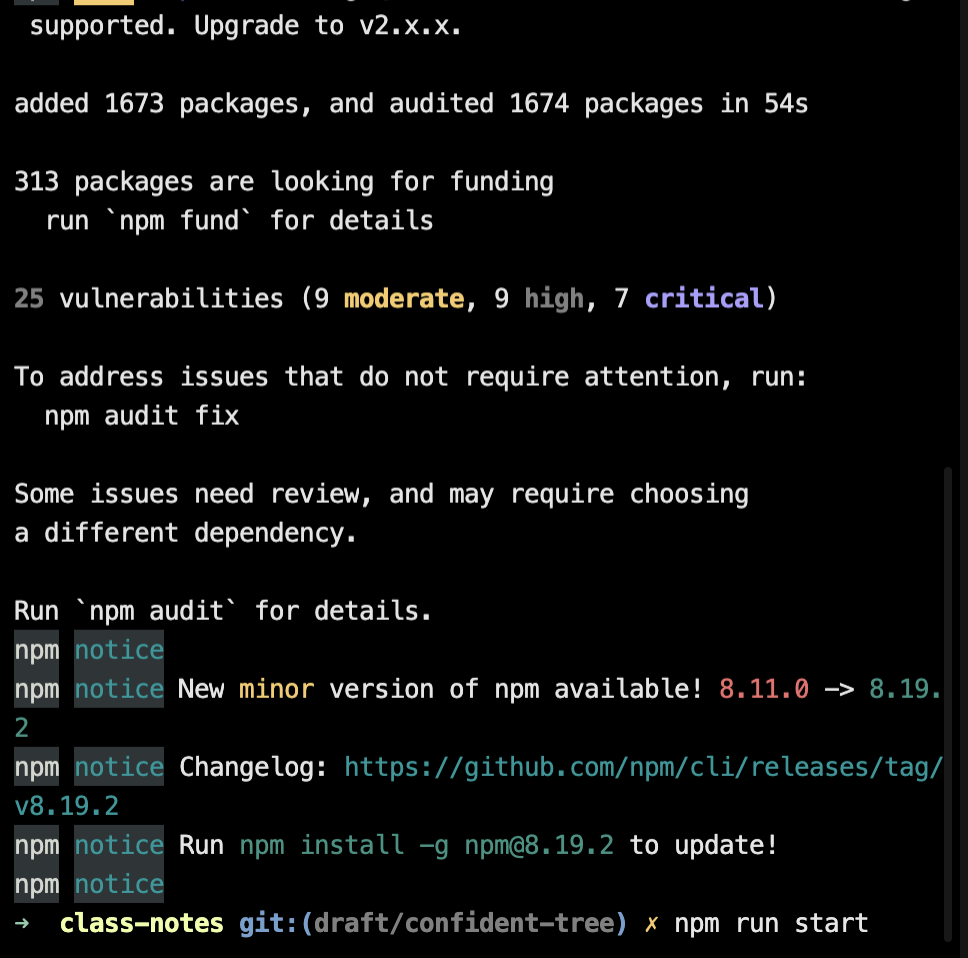 supported. Upgrade to v2.x.x.
added 1673 packages, and audited 1674 packages in 54s
313 packages are looking for funding
run `npm fund` for details
25 vulnerabilities (9 moderate, 9 high, 7 critical)
To address issues that do not require attention, run:
npm audit fix
Some issues need review, and may require choosing
a different dependency.
Run `npm audit` for details.
npm notice
npm notice New minor version of npm available! 8.11.0 -> 8.19.
2
npm notice Changelog: https://github.com/npm/cli/releases/tag/
v8.19.2
npm notice Run npm install -g npm@8.19.2 to update!
npm notice
➜ class-notes git:(draft/confident-tree) ✗ npm run start